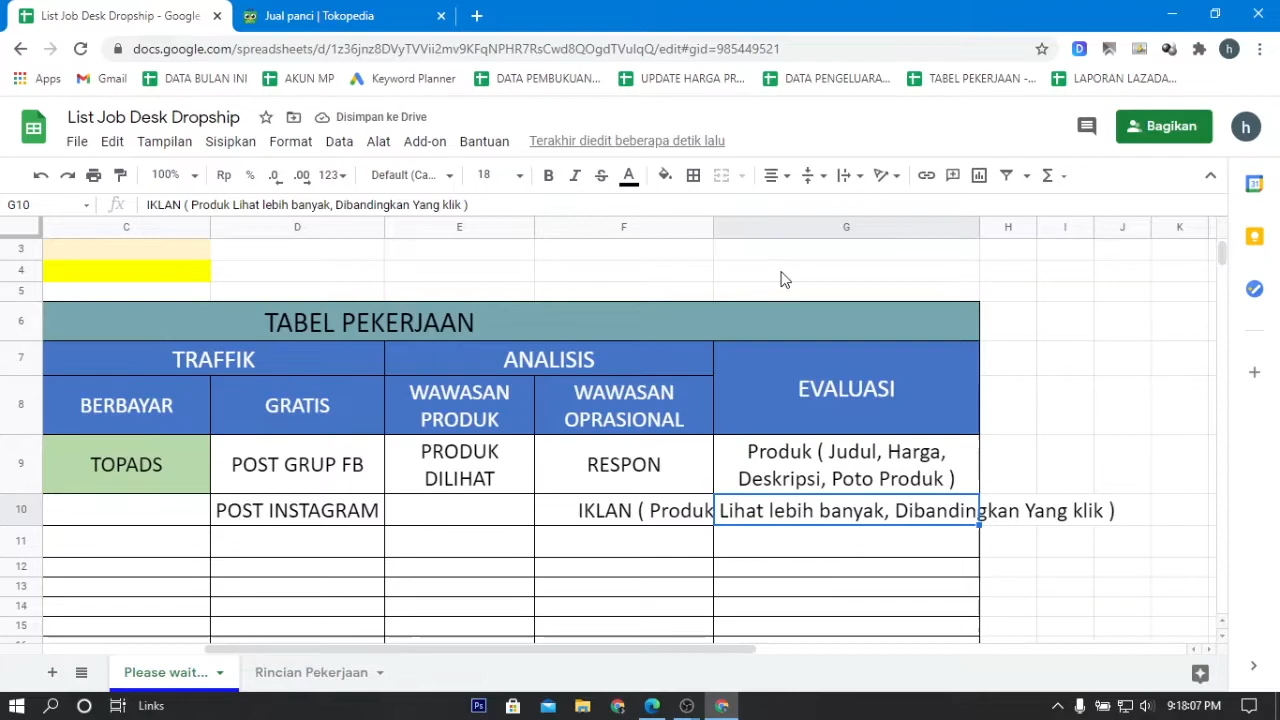 List Job Desk Dropship - Google
Jual panci | Tokopedia
docs.google.com/spreadsheets/d/1z36jnz8DVyTVVii2mv9KFqNPHR7RsCwd8QOgdTVuIqQ/edit#gid=985449521
Apps Gmail DATA BULAN INI AKUN MP Keyword Planner DATA PEMBUKUAN... UPDATE HARGA PR... DATA PENGELUARA... TABEL PEKERJAAN -... LAPORAN LAZADA...
List Job Desk Dropship Disimpan ke Drive
Bagikan
h
File Edit Tampilan Sisipkan Format Data Alat Add-on Bantuan Terakhir diedit beberapa detik lalu
100% Rp % .0 .00 123 Default (Ca... 18 B I S A
G10 fx IKLAN ( Produk Lihat lebih banyak, Dibandingkan Yang klik )
C D E F G H I J K
3
4
5
6 TABEL PEKERJAAN
7 TRAFFIK ANALISIS
EVALUASI
8 BERBAYAR GRATIS WAWASAN PRODUK WAWASAN OPRASIONAL
9 TOPADS POST GRUP FB PRODUK DILIHAT RESPON Produk ( Judul, Harga, Deskripsi, Poto Produk )
10 POST INSTAGRAM IKLAN ( Produk Lihat lebih banyak, Dibandingkan Yang klik )
11
12
13
14
15
Please wait... Rincian Pekerjaan
Links 9:18:07 PM